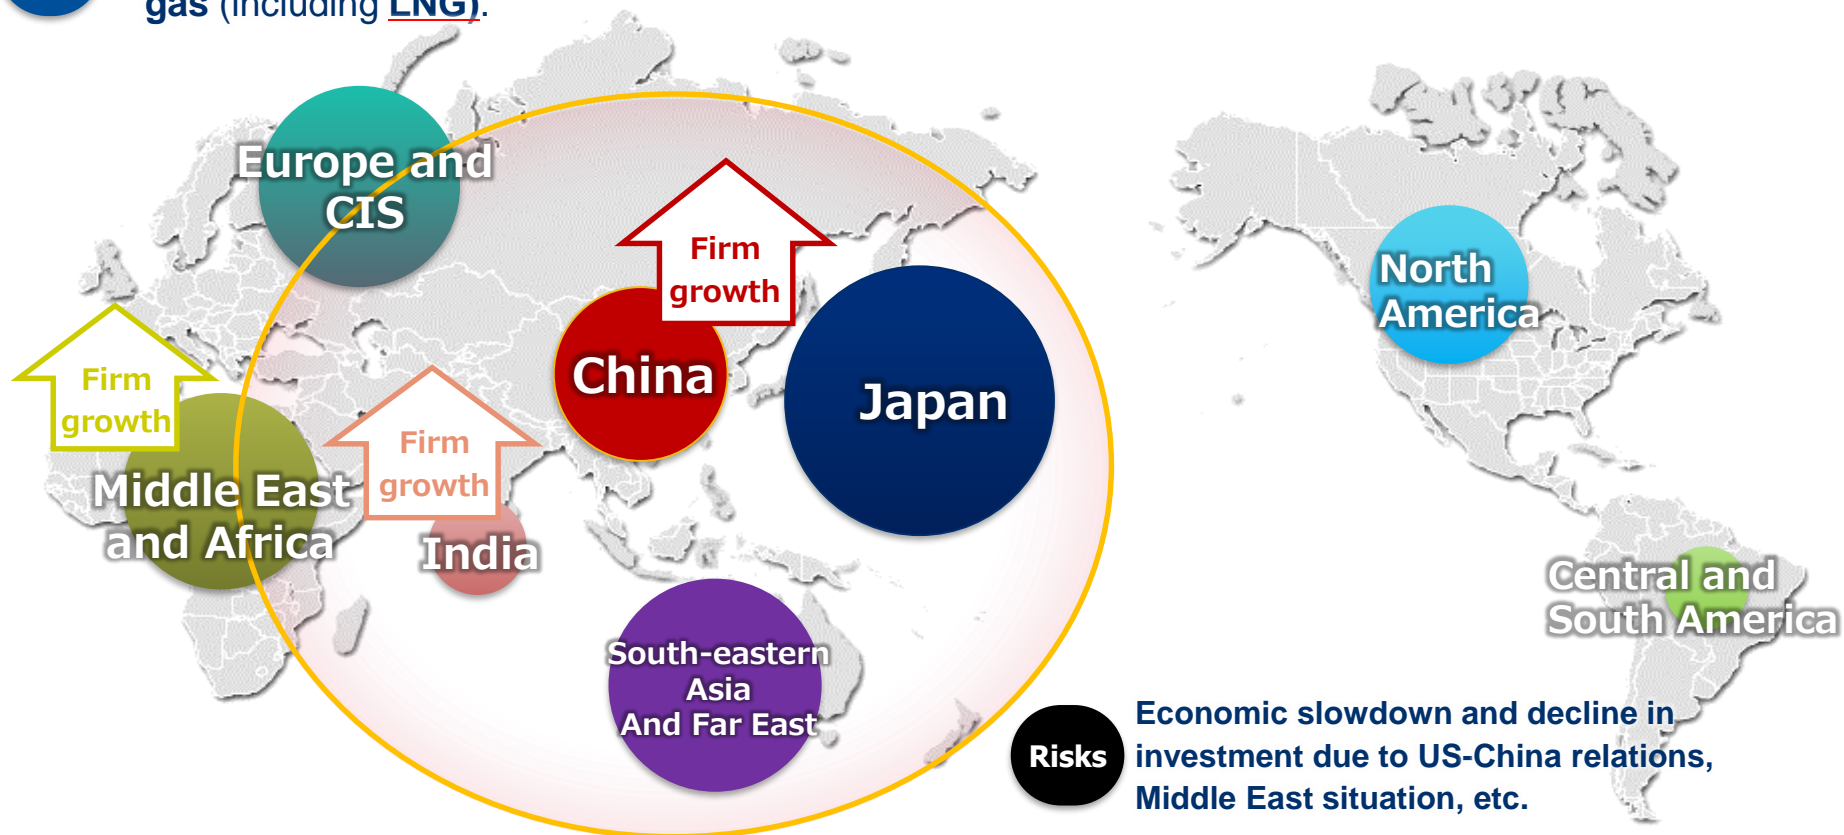 gas (including LNG).
Europe and
CIS
Firm
growth
China
Japan
North
America
Firm
growth
Middle East
and Africa
Firm
growth
India
South-eastern
Asia
And Far East
Central and
South America
Risks
Economic slowdown and decline in
investment due to US-China relations,
Middle East situation, etc.